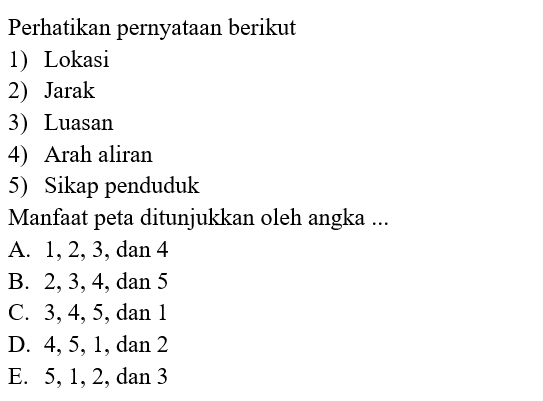 Perhatikan pernyataan berikut
1) Lokasi
2) Jarak
3) Luasan
4) Arah aliran
5) Sikap penduduk
Manfaat peta ditunjukkan oleh angka ...
A. 1, 2, 3, dan 4
B. 2, 3, 4, dan 5
C. 3, 4, 5, dan 1
D. 4, 5, 1, dan 2
E. 5, 1, 2, dan 3